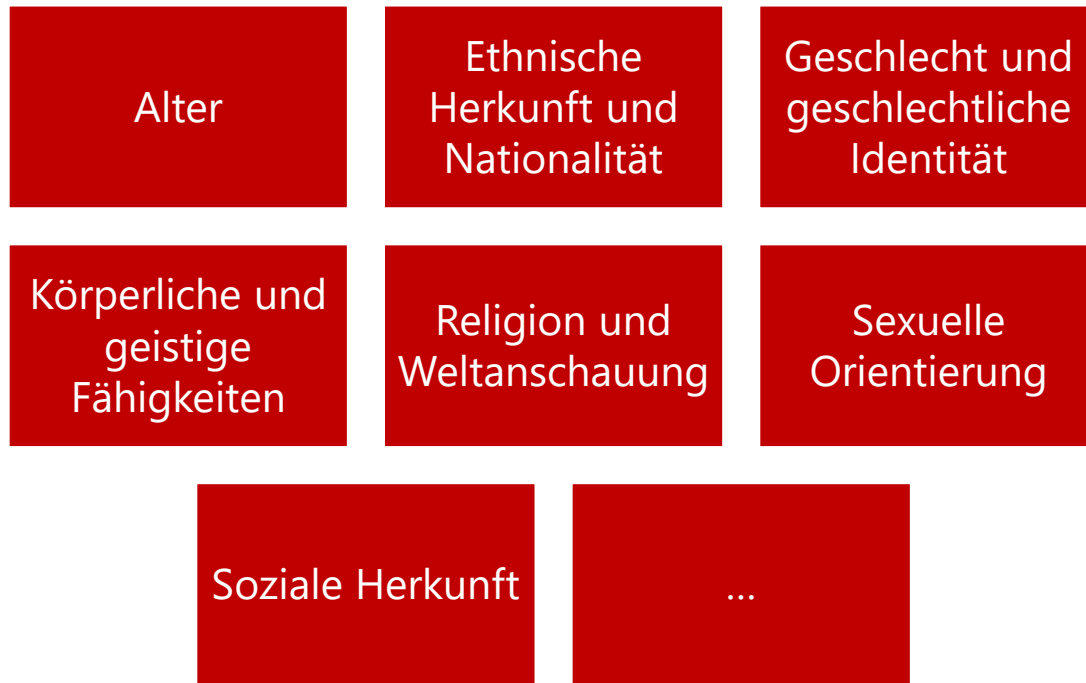 Alter
Ethnische
Herkunft und
Nationalität
Geschlecht und
geschlechtliche
Identität
Körperliche und
geistige
Fähigkeiten
Religion und
Weltanschauung
Sexuelle
Orientierung
Soziale Herkunft
...